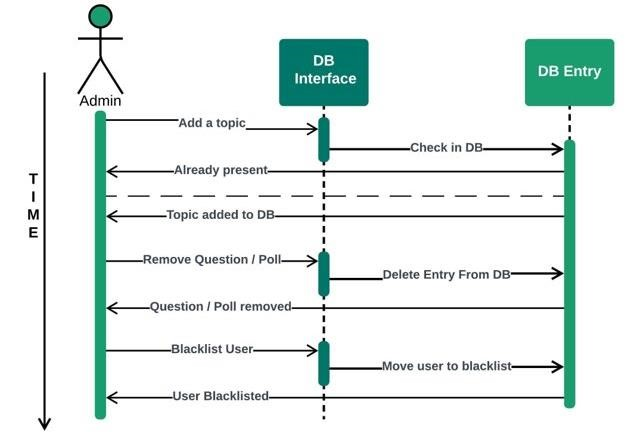 DB
Interface
DB Entry
Admin
Add a topic
Check in DB
Already present
T
I
M
E
Topic added to DB
Remove Question / Poll
Delete Entry From DB
Question / Poll removed
Blacklist User
Move user to blacklist
User Blacklisted